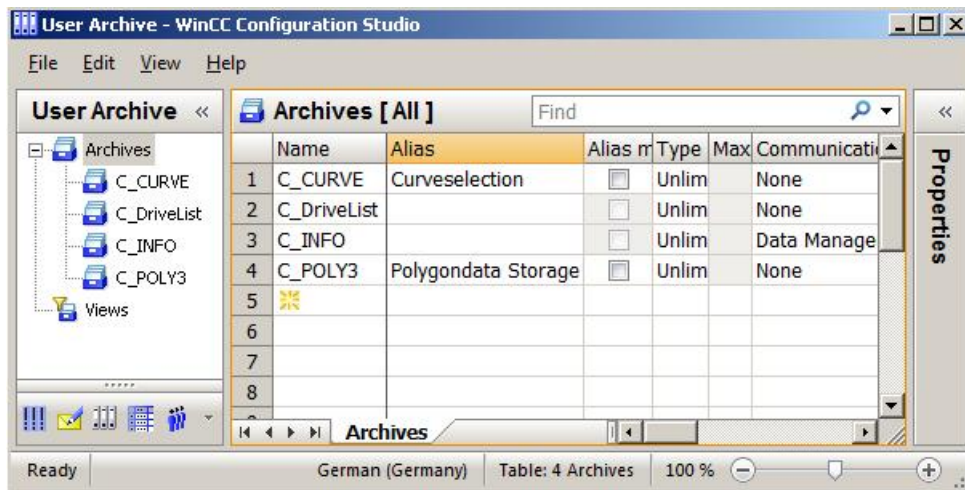 User Archive - WinCC Configuration Studio
File Edit View Help
User Archive «
Archives
C_CURVE
C_DriveList
C_INFO
C_POLY3
Views
Archives [ All ]
Find
Name Alias Alias m Type Max Communicati
1 C_CURVE Curveselection Unlim None
2 C_DriveList Unlim None
3 C_INFO Unlim Data Manage
4 C_POLY3 Polygondata Storage Unlim None
5
6
7
8
Archives
«
Properties
Ready German (Germany) Table: 4 Archives 100 %